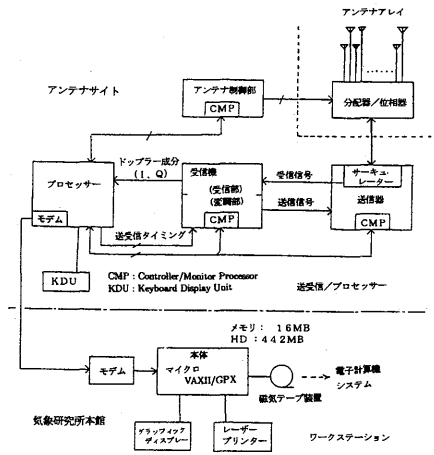 アンテナアレイ
アンテナサイト
アンテナ制御部
CMP
分配器/位相器
ドップラー成分
(I、Q)
プロセッサー
モデム
受信機
(受信部)
(変調部)
CMP
受信信号
送信信号
サーキュレーター
送信器
CMP
送受信タイミング
KDU
CMP : Controller/Monitor Processor
KDU : Keyboard Display Unit
送受信/プロセッサー
メモリ: 16MB
HD: 442MB
モデム
本体
マイクロ
VAXII/GPX
磁気テープ装置
電子計算機
システム
気象研究所本館
グラッフィック
ディスプレー
レーザー
プリンター
ワークステーション